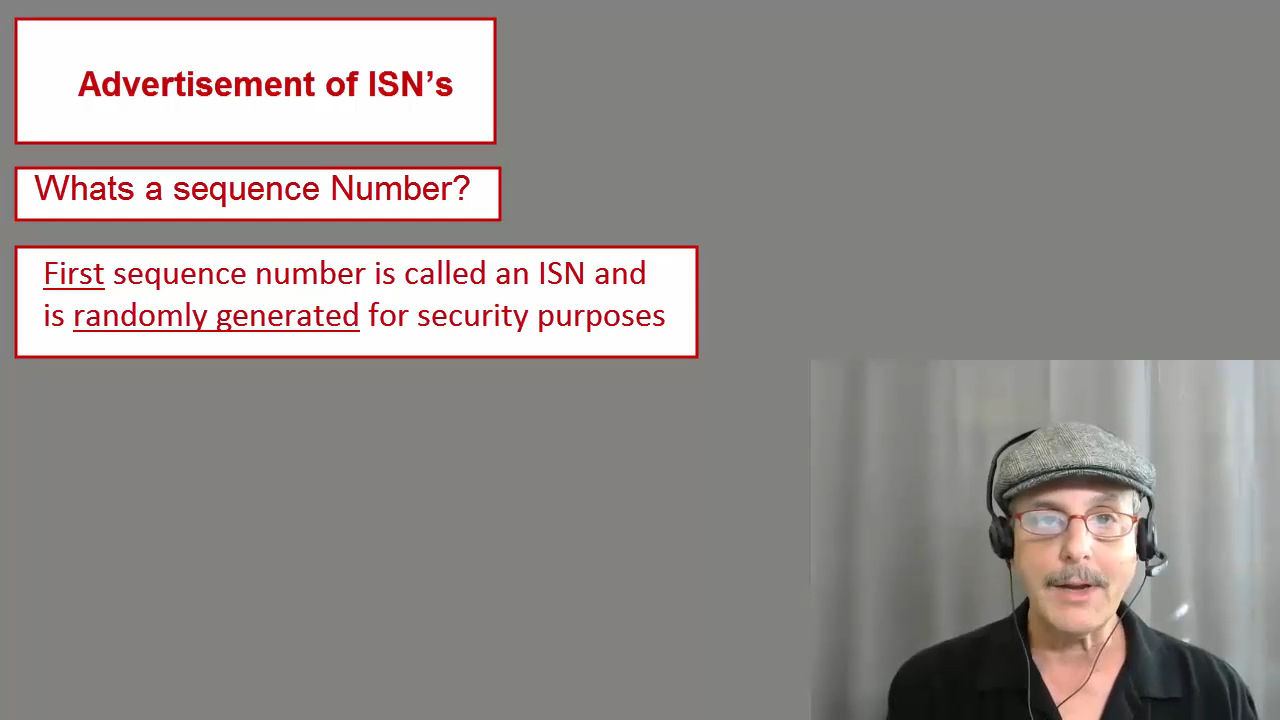 Advertisement of ISN’s
Whats a sequence Number?
First sequence number is called an ISN and
is randomly generated for security purposes